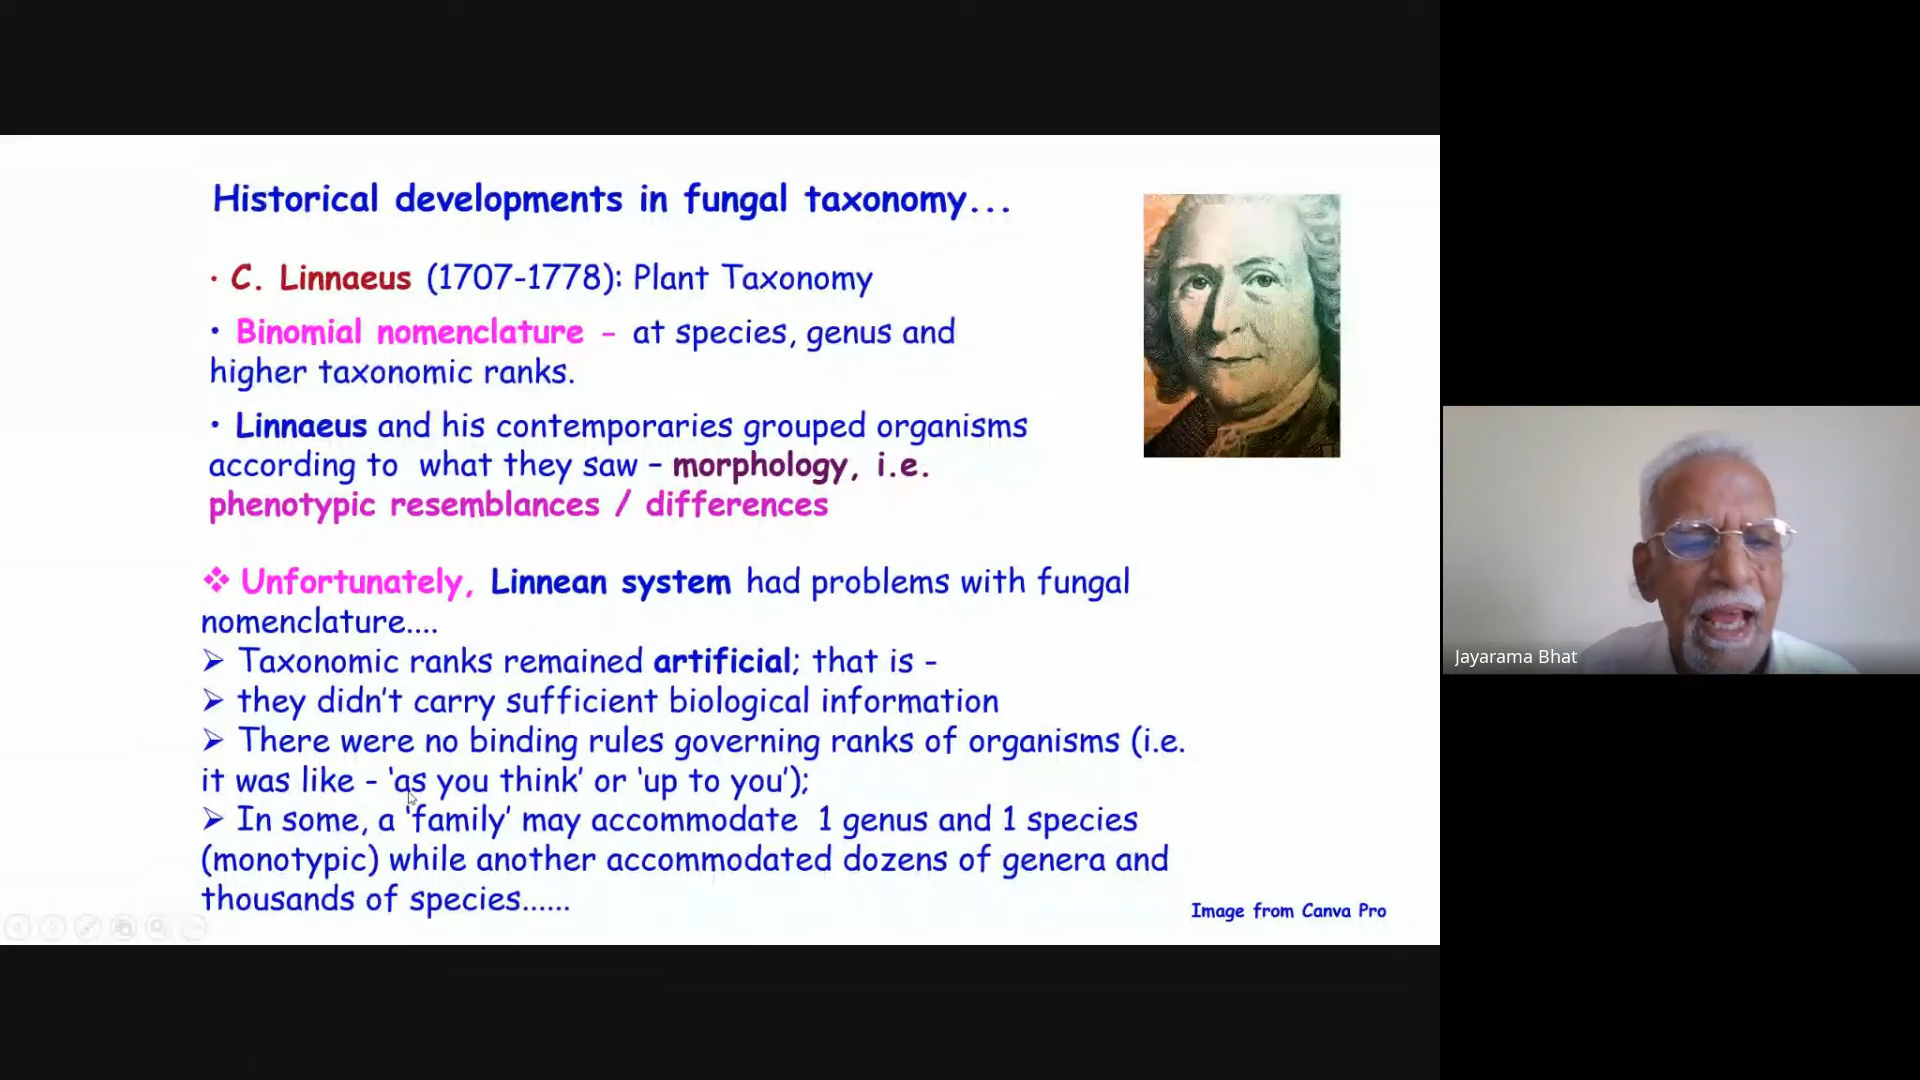 Historical developments in fungal taxonomy...
• C. Linnaeus (1707-1778): Plant Taxonomy
• Binomial nomenclature - at species, genus and
higher taxonomic ranks.
• Linnaeus and his contemporaries grouped organisms
according to what they saw – morphology, i.e.
phenotypic resemblances / differences
❖ Unfortunately, Linnean system had problems with fungal
nomenclature....
➢ Taxonomic ranks remained artificial; that is -
➢ they didn’t carry sufficient biological information
➢ There were no binding rules governing ranks of organisms (i.e.
it was like - ‘as you think’ or ‘up to you’);
➢ In some, a ‘family’ may accommodate 1 genus and 1 species
(monotypic) while another accommodated dozens of genera and
thousands of species......
Image from Canva Pro
Jayarama Bhat